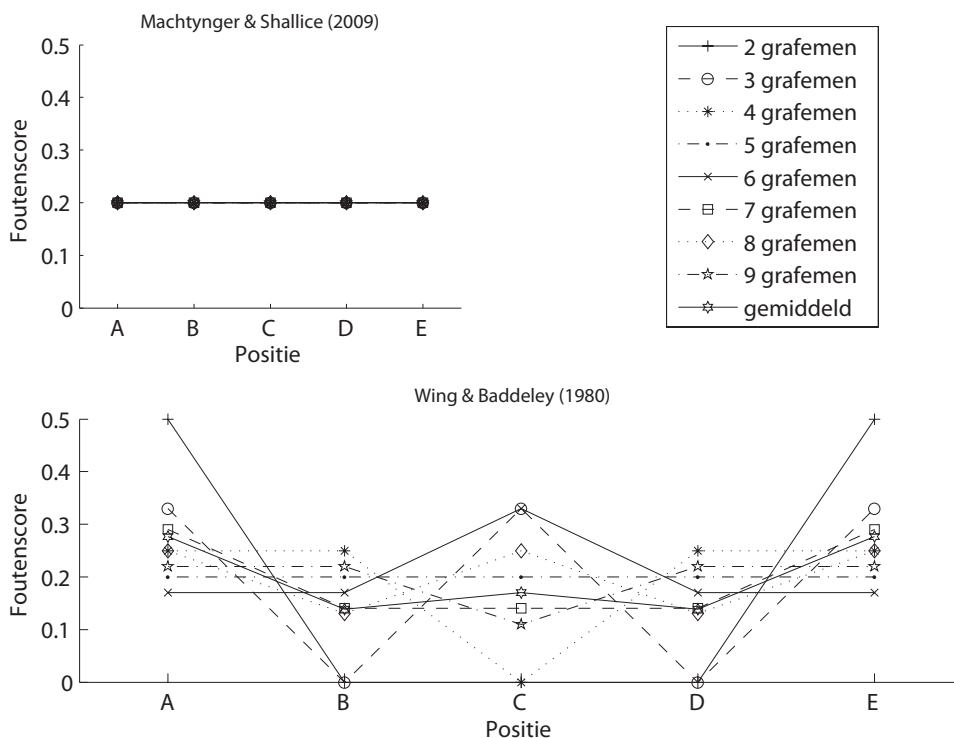 Machtynger & Shallice (2009)
0.5
0.4
0.3
0.2
0.1
0
Foutenscore
A B C D E
Positie
2 grafemen
3 grafemen
4 grafemen
5 grafemen
6 grafemen
7 grafemen
8 grafemen
9 grafemen
gemiddeld
Wing & Baddeley (1980)
0.5
0.4
0.3
0.2
0.1
0
Foutenscore
A B C D E
Positie